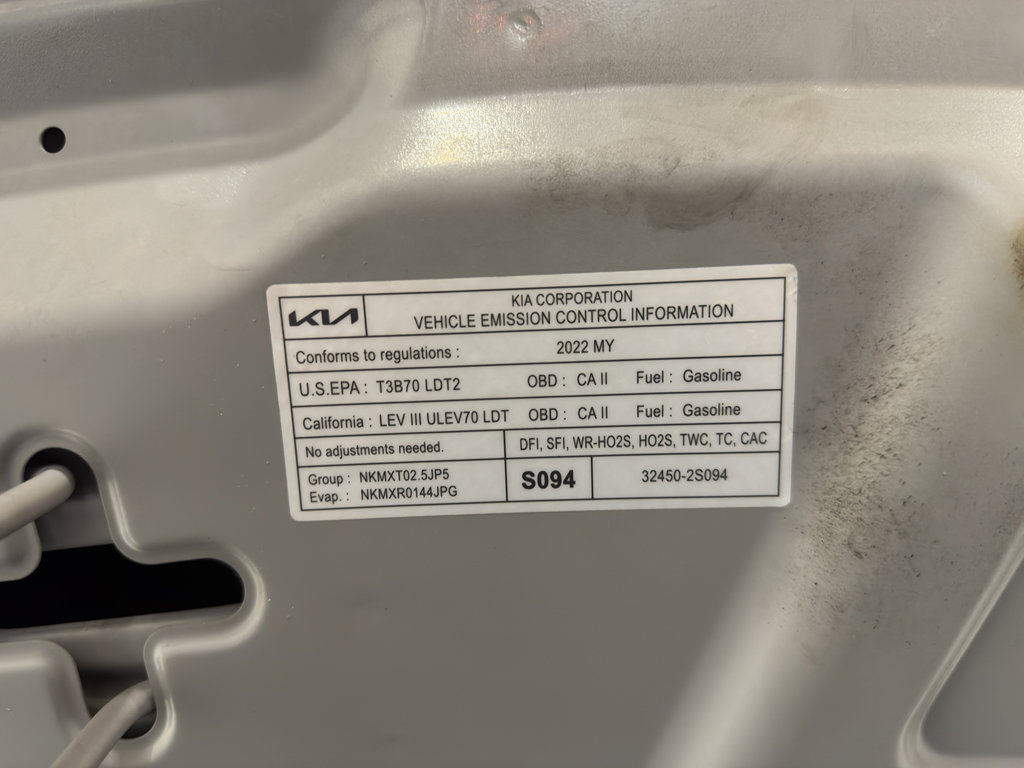 KIA KIA CORPORATION
VEHICLE EMISSION CONTROL INFORMATION
Conforms to regulations : 2022 MY
U.S.EPA : T3B70 LDT2 OBD : CA II Fuel : Gasoline
California : LEV III ULEV70 LDT OBD : CA II Fuel : Gasoline
No adjustments needed. DFI, SFI, WR-HO2S, HO2S, TWC, TC, CAC
Group : NKMXT02.5JP5
Evap. : NKMXR0144JPG
S094 32450-2S094